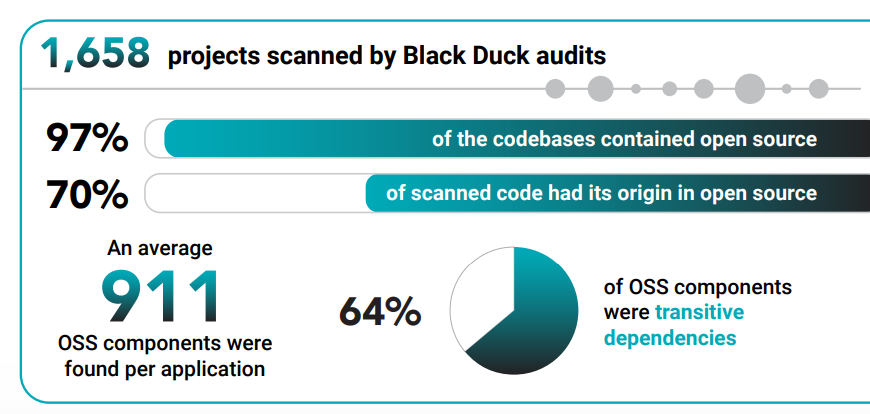 1,658 projects scanned by Black Duck audits
97% of the codebases contained open source
70% of scanned code had its origin in open source
An average
911
OSS components were
found per application
64%
of OSS components
were transitive
dependencies